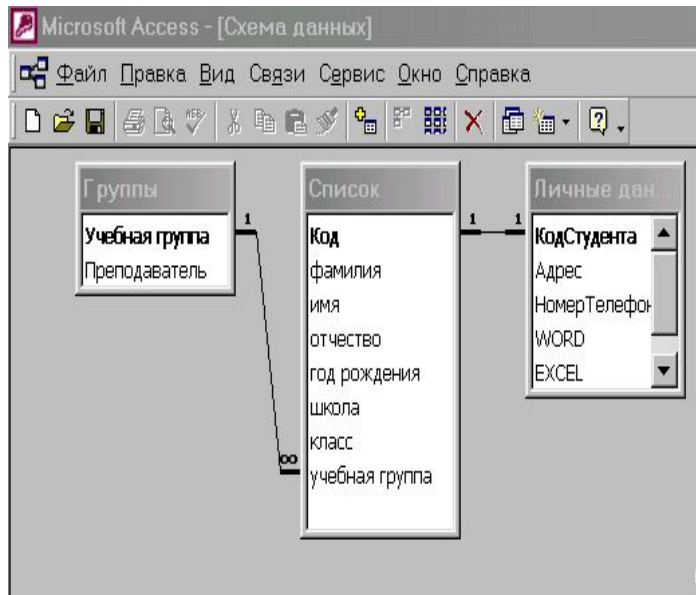 Microsoft Access - [Схема данных]
Файл Правка Вид Связи Сервис Окно Справка
Группы
Учебная группа
Преподаватель
1
∞
Список
Код
фамилия
имя
отчество
год рождения
школа
класс
учебная группа
1
1
Личные дан...
КодСтудента
Адрес
НомерТелефон
WORD
EXCEL